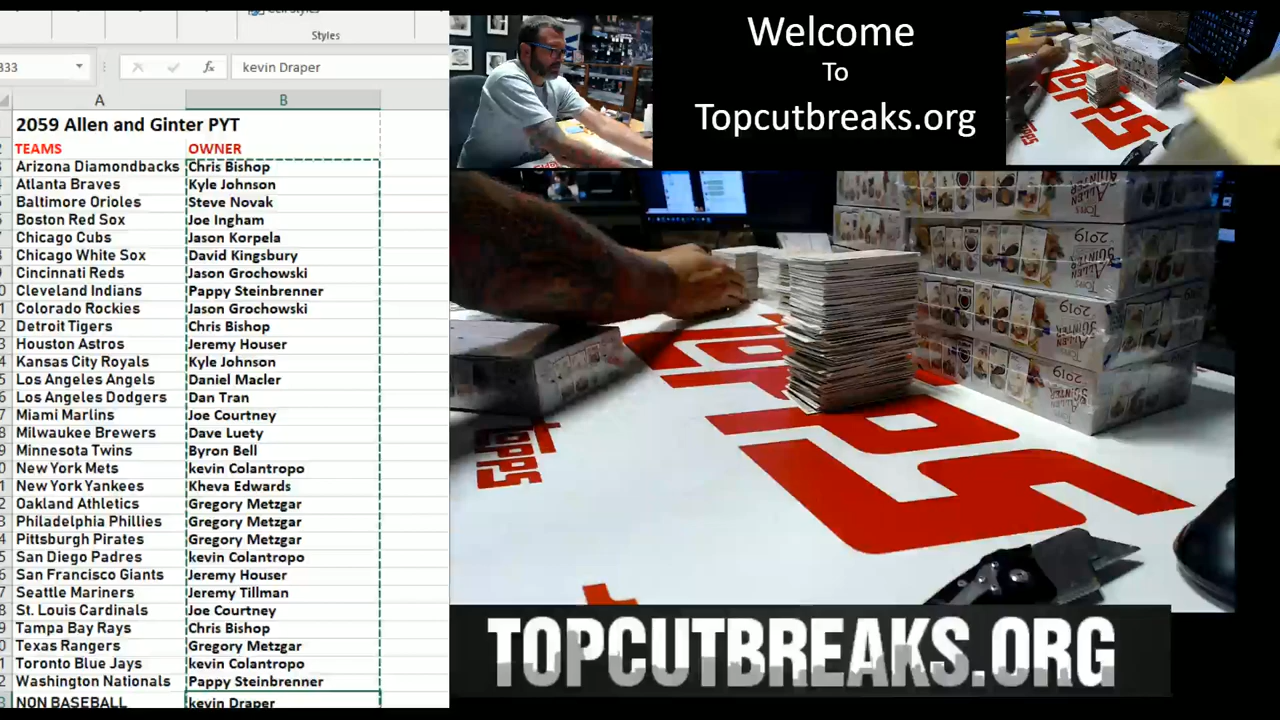 Styles
B33
fx
kevin Draper
A
B
2059 Allen and Ginter PYT
TEAMS OWNER
Arizona Diamondbacks Chris Bishop
Atlanta Braves Kyle Johnson
Baltimore Orioles Steve Novak
Boston Red Sox Joe Ingham
Chicago Cubs Jason Korpela
Chicago White Sox David Kingsbury
Cincinnati Reds Jason Grochowski
Cleveland Indians Pappy Steinbrenner
Colorado Rockies Jason Grochowski
Detroit Tigers Chris Bishop
Houston Astros Jeremy Houser
Kansas City Royals Kyle Johnson
Los Angeles Angels Daniel Macler
Los Angeles Dodgers Dan Tran
Miami Marlins Joe Courtney
Milwaukee Brewers Dave Luety
Minnesota Twins Byron Bell
New York Mets kevin Colantropo
New York Yankees Kheva Edwards
Oakland Athletics Gregory Metzgar
Philadelphia Phillies Gregory Metzgar
Pittsburgh Pirates Gregory Metzgar
San Diego Padres kevin Colantropo
San Francisco Giants Jeremy Houser
Seattle Mariners Jeremy Tillman
St. Louis Cardinals Joe Courtney
Tampa Bay Rays Chris Bishop
Texas Rangers Gregory Metzgar
Toronto Blue Jays kevin Colantropo
Washington Nationals Pappy Steinbrenner
NON BASEBALL kevin Draper
Welcome
To
Topcutbreaks.org
topps
2019
2019
2019
topps
TOPCUTBREAKS.ORG